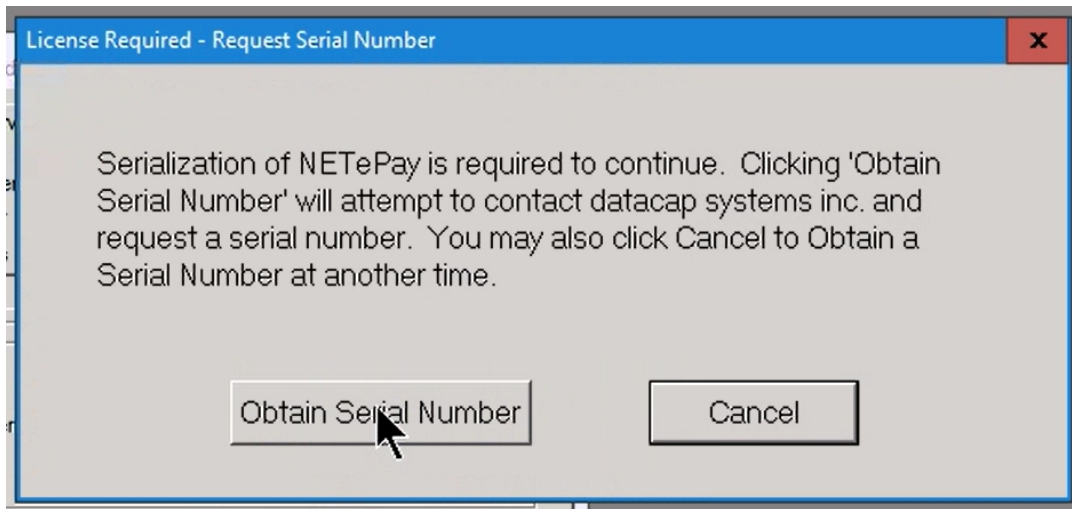 License Required - Request Serial Number
x
Serialization of NETePay is required to continue.  Clicking 'Obtain
Serial Number' will attempt to contact datacap systems inc. and
request a serial number.  You may also click Cancel to Obtain a
Serial Number at another time.
Obtain Serial Number
Cancel